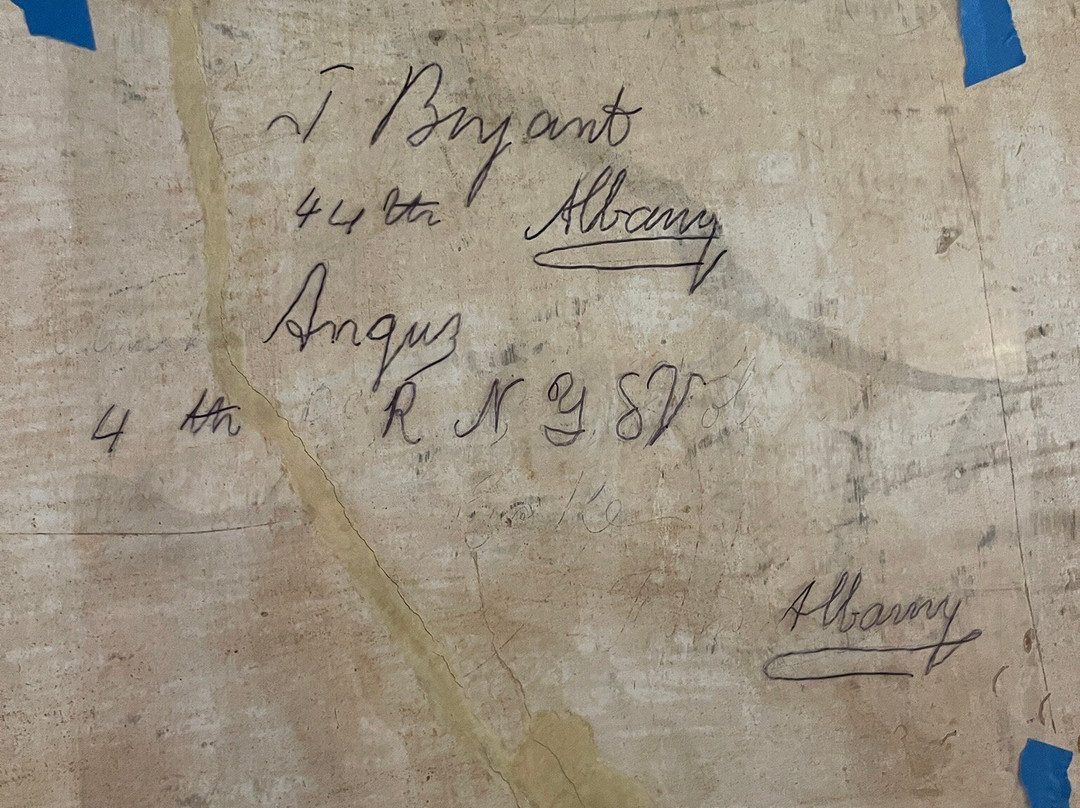 J Bryant
44th Albany
Angus
4 th R N Y S V
Albany